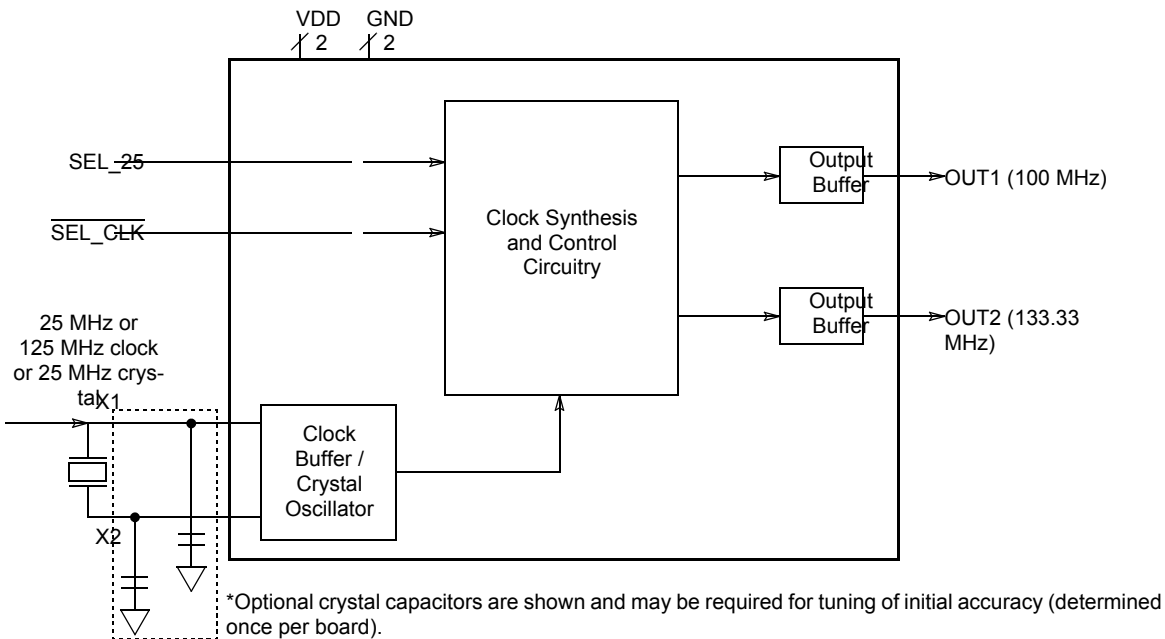 VDD GND
2 2
SEL_25
SEL_CLK
Clock Synthesis
and Control
Circuitry
Output
Buffer
OUT1 (100 MHz)
Output
Buffer
OUT2 (133.33
MHz)
25 MHz or
125 MHz clock
or 25 MHz crys-
tal
X1
Clock
Buffer /
Crystal
Oscillator
X2
*Optional crystal capacitors are shown and may be required for tuning of initial accuracy (determined
once per board).